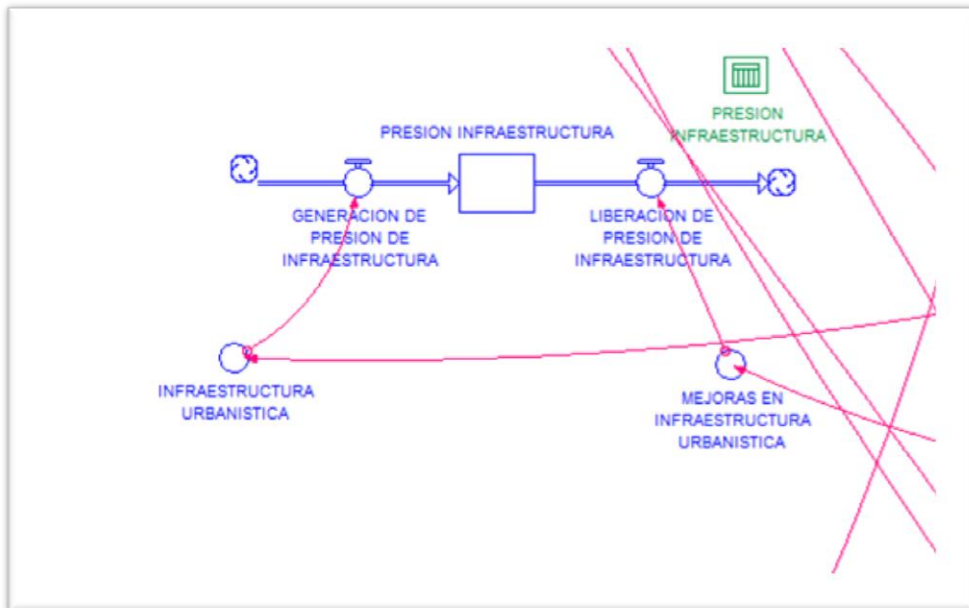 PRESION
INFRAESTRUCTURA
PRESION INFRAESTRUCTURA
GENERACION DE
PRESION DE
INFRAESTRUCTURA
LIBERACION DE
PRESION DE
INFRAESTRUCTURA
INFRAESTRUCTURA
URBANISTICA
MEJORAS EN
INFRAESTRUCTURA
URBANISTICA